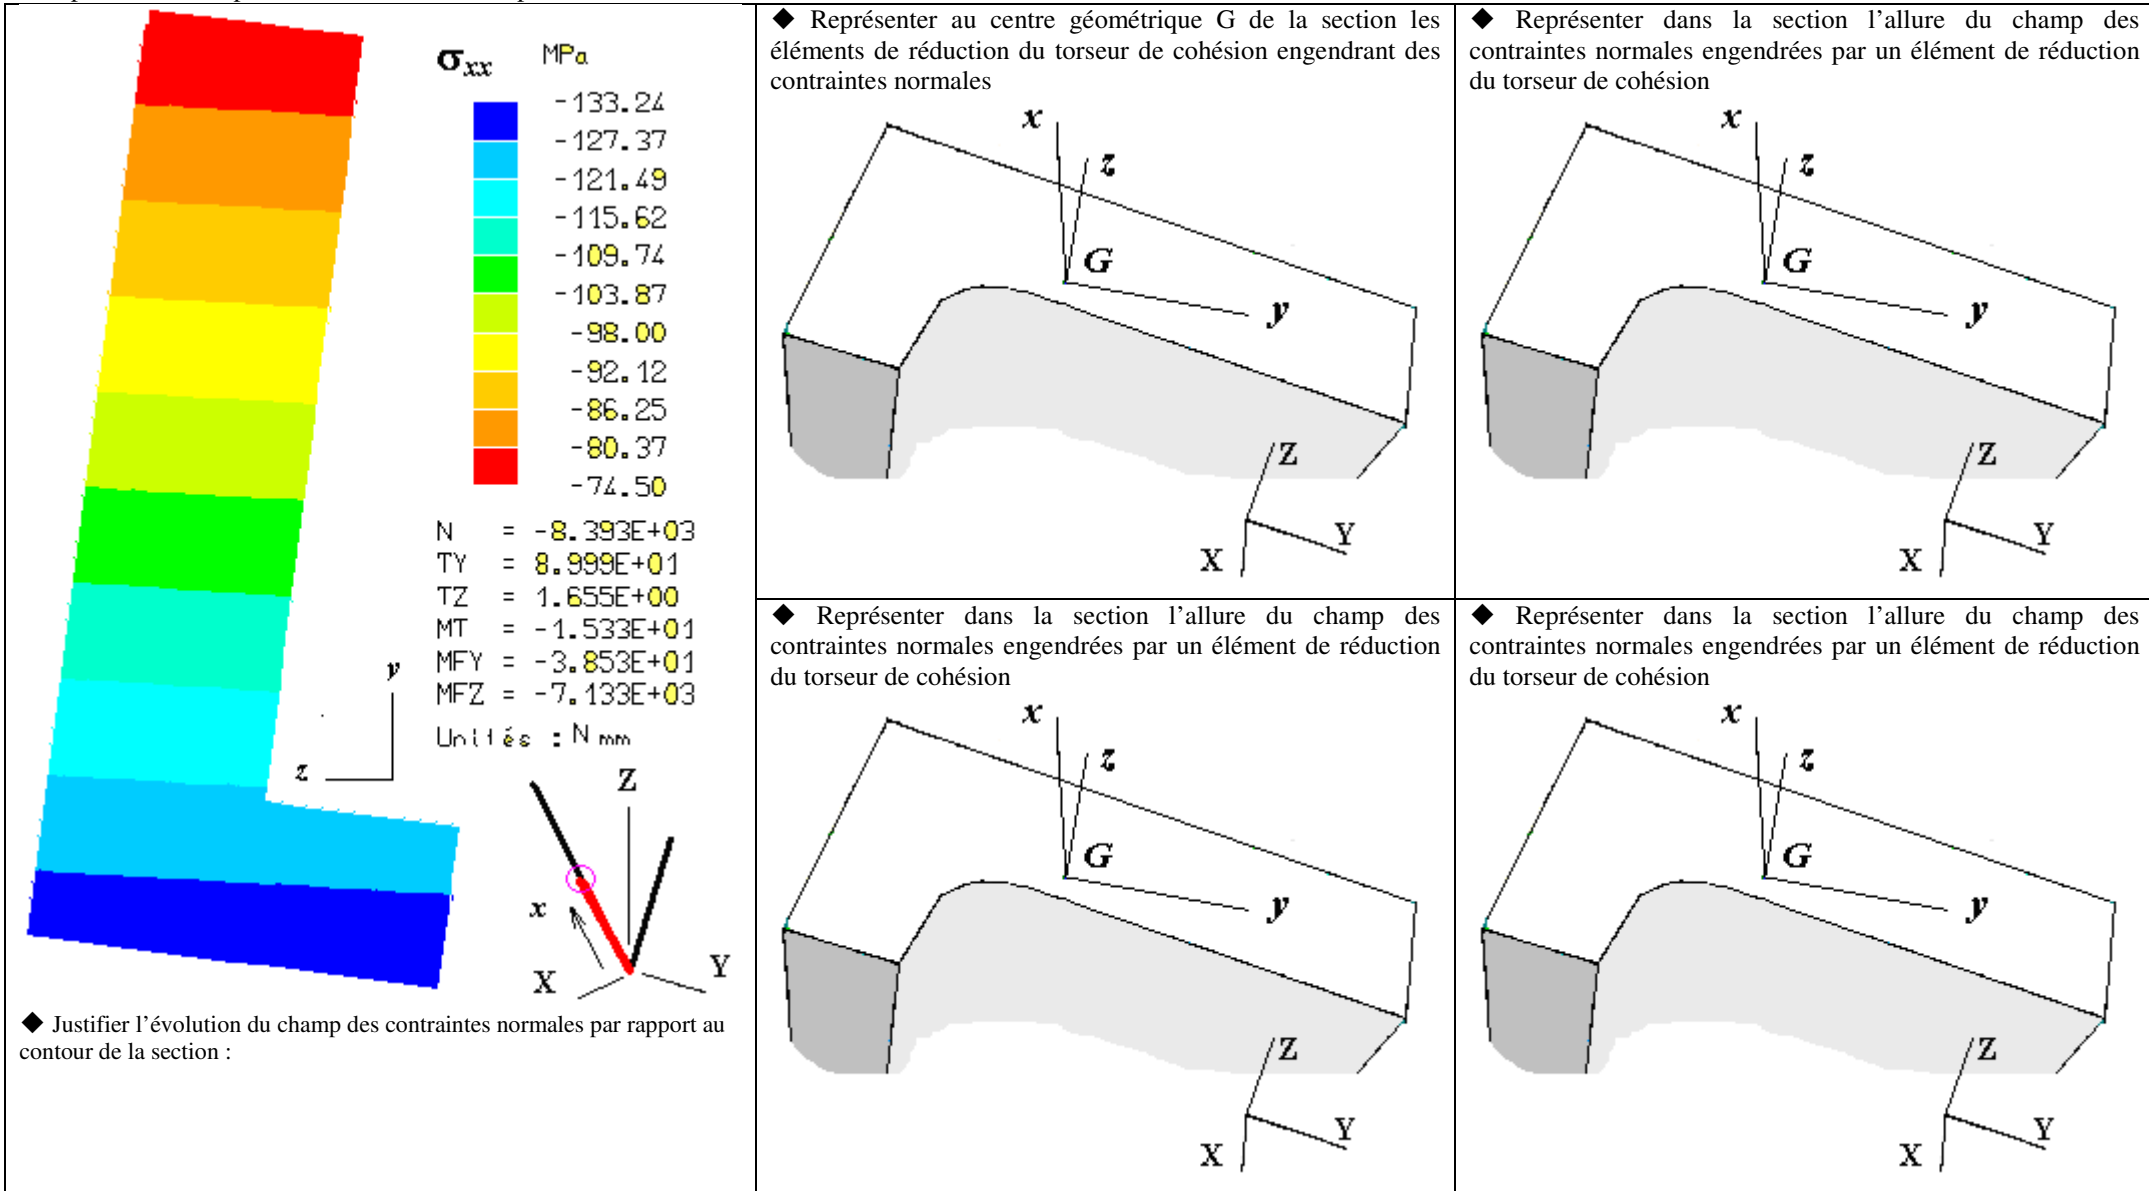 σxx MPa
-133.24
-127.37
-121.49
-115.62
-109.74
-103.87
-98.00
-92.12
-86.25
-80.37
-74.50
N = -8.393E+03
TY = 8.999E+01
TZ = 1.655E+00
MT = -1.533E+01
MFY = -3.853E+01
MFZ = -7.133E+03
Unités : N mm
y
z
Z
x
X
Y
◆ Justifier l'évolution du champ des contraintes normales par rapport au
contour de la section :
◆ Représenter au centre géométrique G de la section les
éléments de réduction du torseur de cohésion engendrant des
contraintes normales
x
z
G
y
Z
Y
X
◆ Représenter dans la section l'allure du champ des
contraintes normales engendrées par un élément de réduction
du torseur de cohésion
x
z
G
y
Z
Y
X
◆ Représenter dans la section l'allure du champ des
contraintes normales engendrées par un élément de réduction
du torseur de cohésion
x
z
G
y
Z
Y
X
◆ Représenter dans la section l'allure du champ des
contraintes normales engendrées par un élément de réduction
du torseur de cohésion
x
z
G
y
Z
Y
X